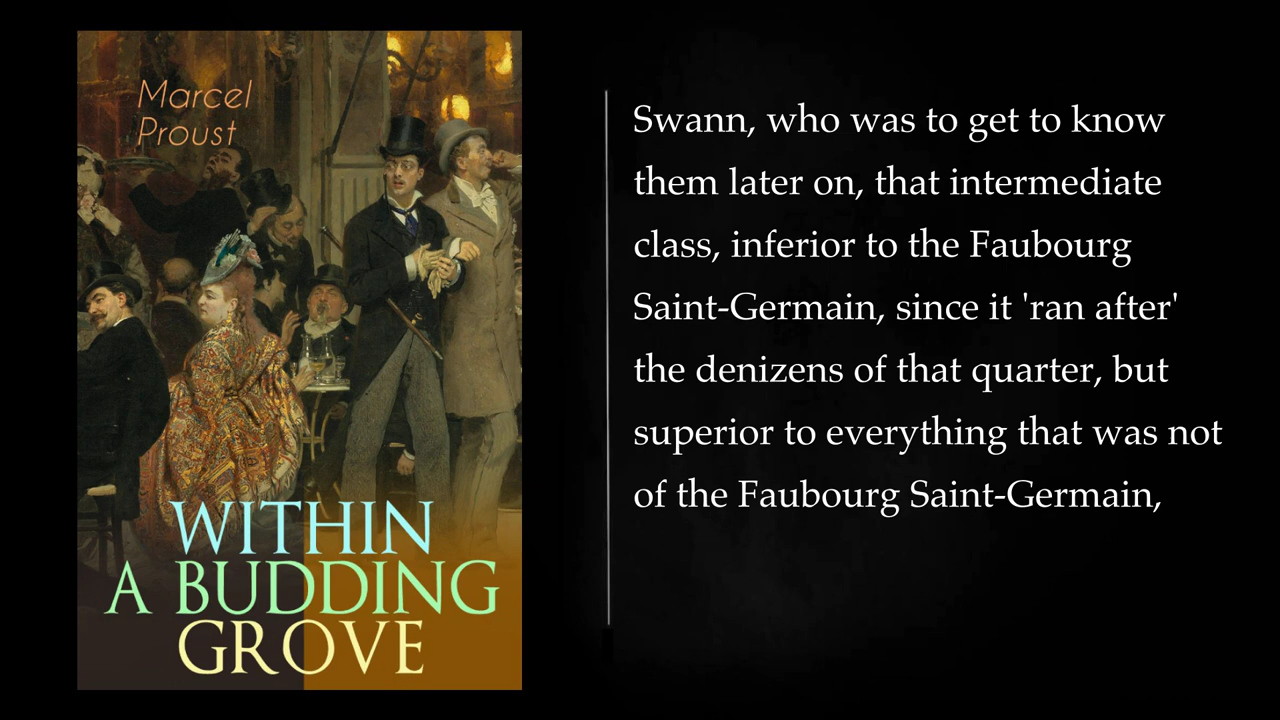 Marcel
Proust
WITHIN
A BUDDING
GROVE
Swann, who was to get to know
them later on, that intermediate
class, inferior to the Faubourg
Saint-Germain, since it 'ran after'
the denizens of that quarter, but
superior to everything that was not
of the Faubourg Saint-Germain,